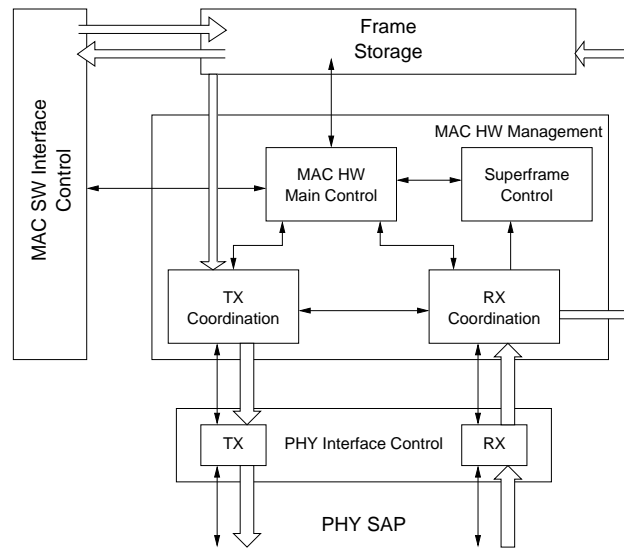 Frame
Storage
MAC SW Interface
Control
MAC HW Management
MAC HW
Main Control
Superframe
Control
TX
Coordination
RX
Coordination
TX
PHY Interface Control
RX
PHY SAP